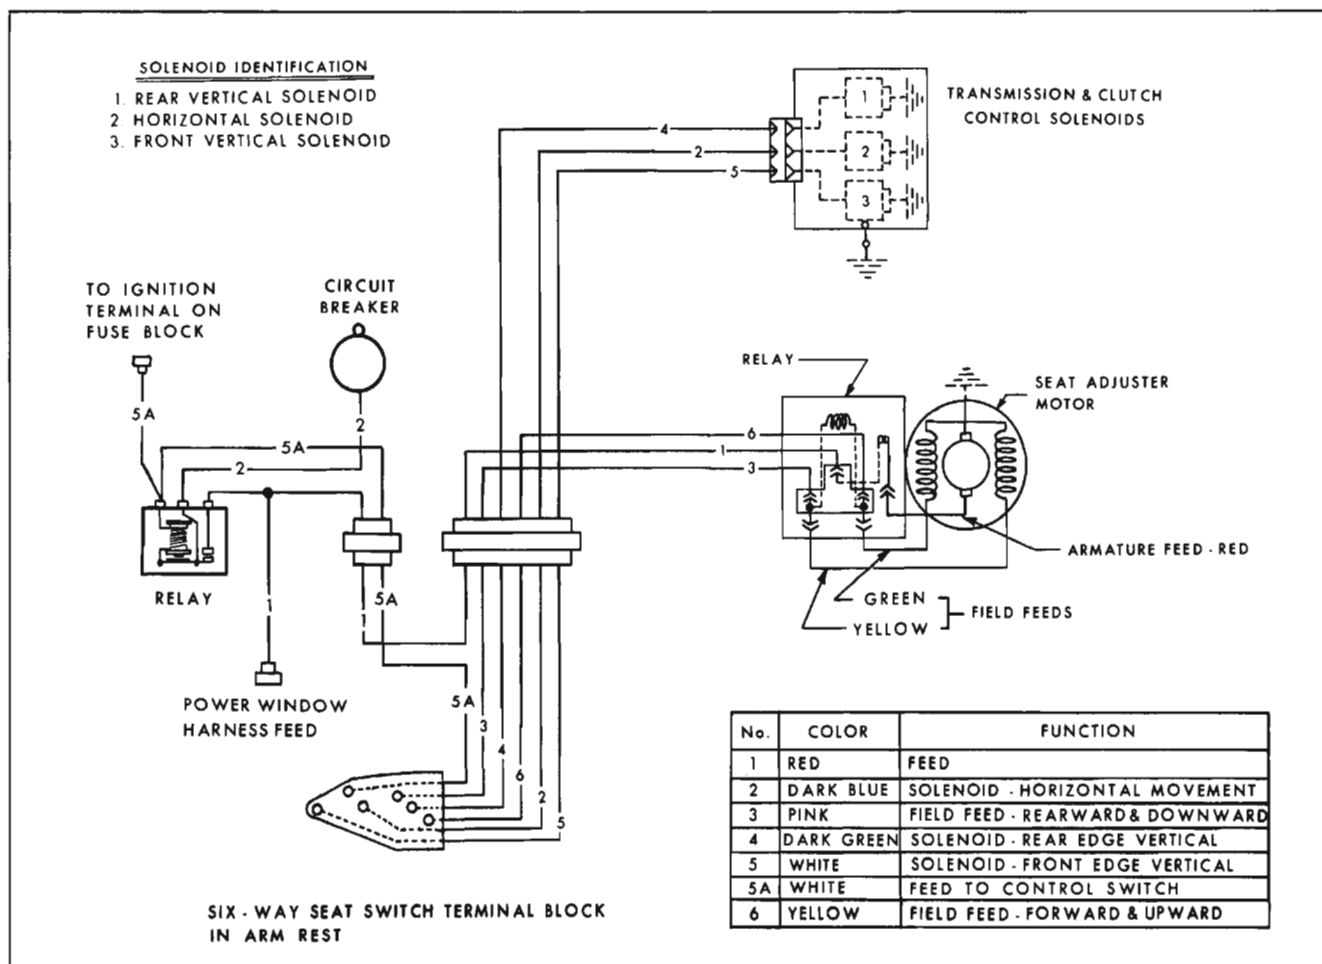 SOLENOID IDENTIFICATION
1. REAR VERTICAL SOLENOID
2. HORIZONTAL SOLENOID
3. FRONT VERTICAL SOLENOID
TRANSMISSION & CLUTCH
CONTROL SOLENOIDS
1
2
3
4
2
5
TO IGNITION
TERMINAL ON
FUSE BLOCK
CIRCUIT
BREAKER
5A
2
5A
2
RELAY
SEAT ADJUSTER
MOTOR
6
1
3
RELAY
1
1
5A
ARMATURE FEED - RED
GREEN
YELLOW
FIELD FEEDS
POWER WINDOW
HARNESS FEED
5A
3
4
6
2
5
SIX - WAY SEAT SWITCH TERMINAL BLOCK
IN ARM REST
No. COLOR FUNCTION
1 RED FEED
2 DARK BLUE SOLENOID - HORIZONTAL MOVEMENT
3 PINK FIELD FEED - REARWARD & DOWNWARD
4 DARK GREEN SOLENOID - REAR EDGE VERTICAL
5 WHITE SOLENOID - FRONT EDGE VERTICAL
5A WHITE FEED TO CONTROL SWITCH
6 YELLOW FIELD FEED - FORWARD & UPWARD